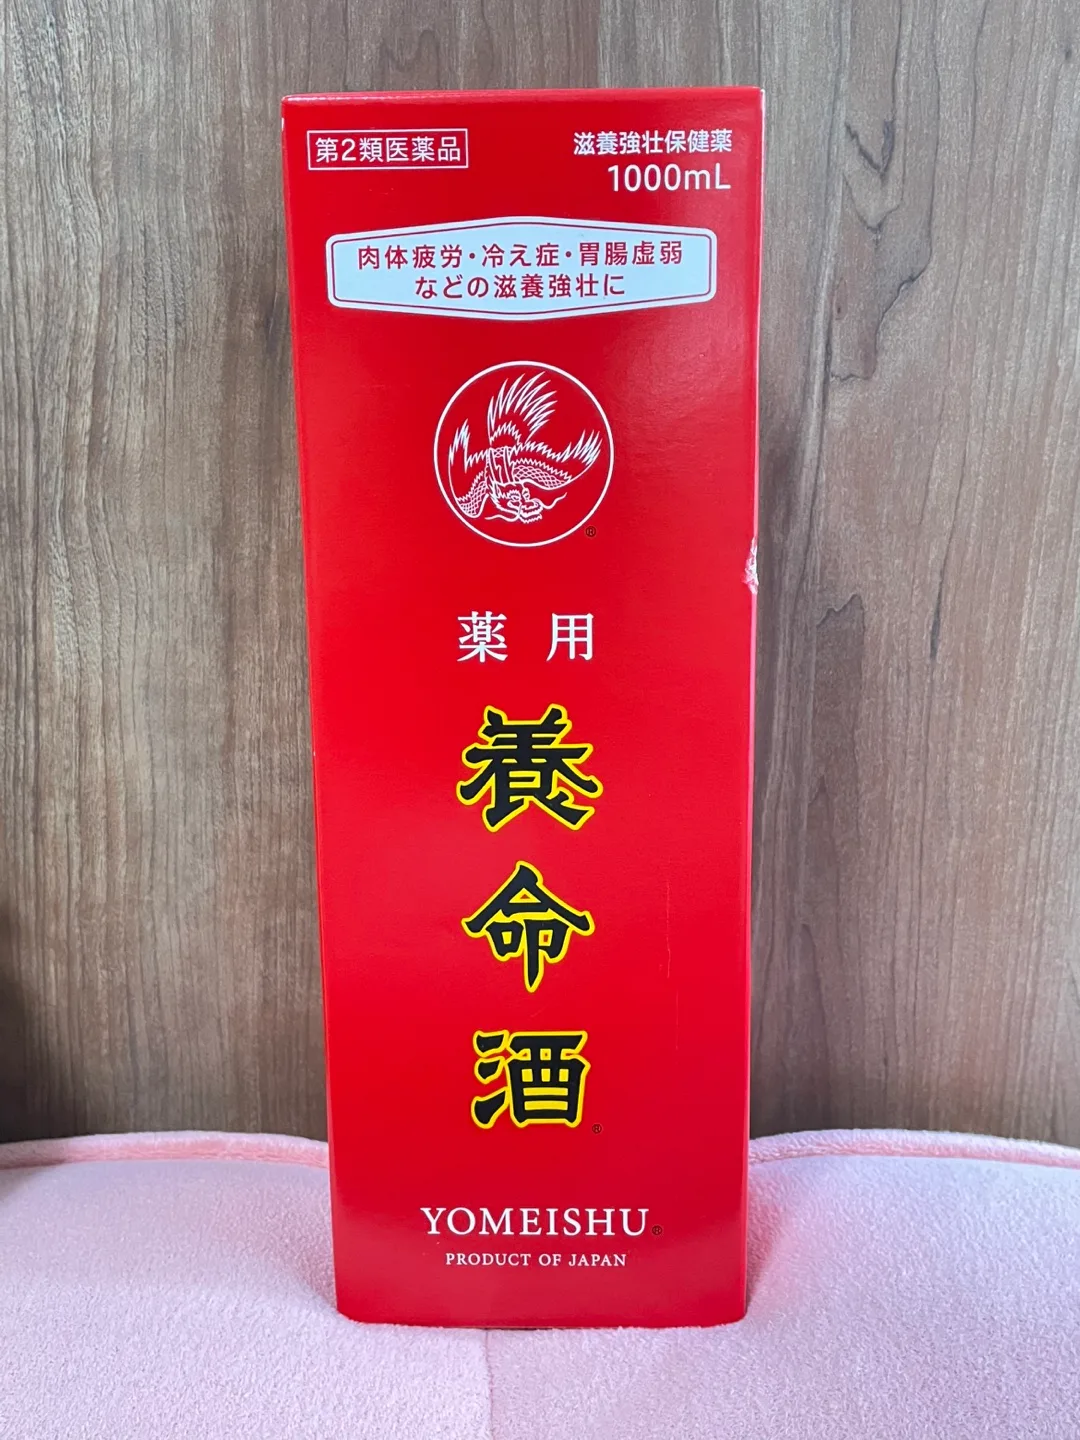 第2類医薬品
滋養強壮保健薬
1000mL
肉体疲労・冷え症・胃腸虚弱
などの滋養強壮に
®
薬用
養
命
酒
®
YOMEISHU®
PRODUCT OF JAPAN